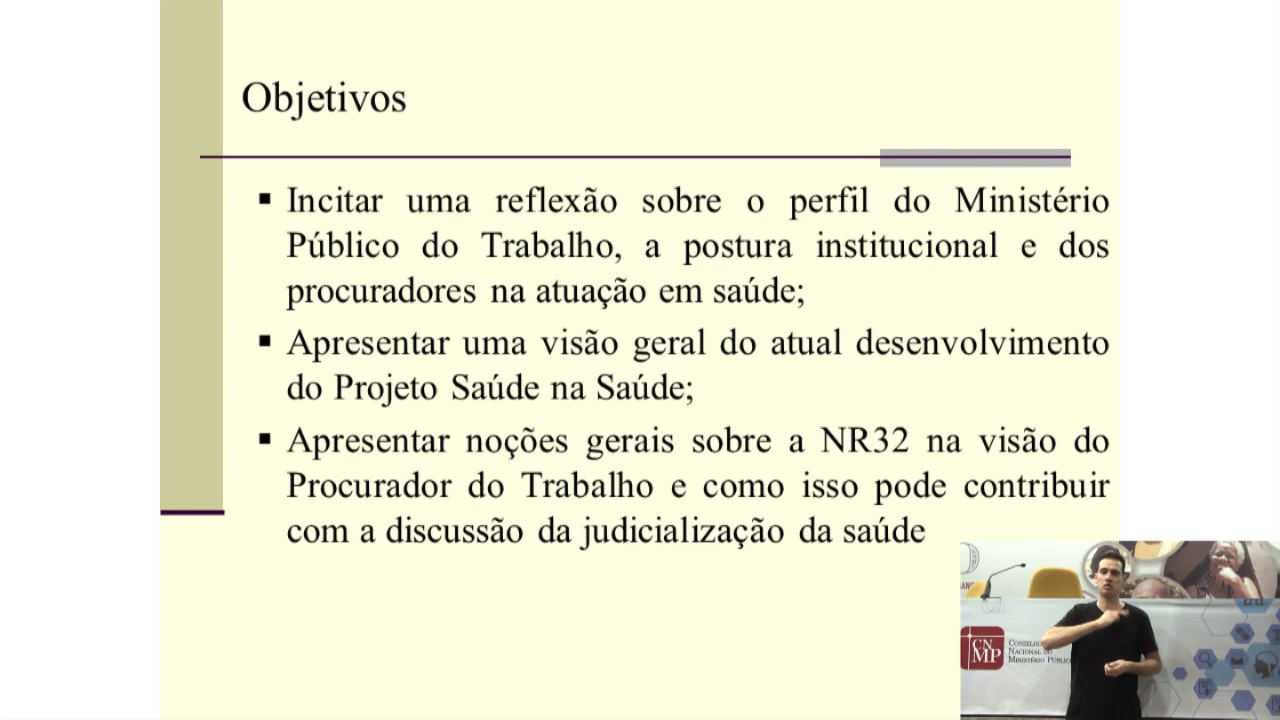 Objetivos
Incitar uma reflexão sobre o perfil do Ministério
Público do Trabalho, a postura institucional e dos
procuradores na atuação em saúde;
Apresentar uma visão geral do atual desenvolvimento
do Projeto Saúde na Saúde;
Apresentar noções gerais sobre a NR32 na visão do
Procurador do Trabalho e como isso pode contribuir
com a discussão da judicialização da saúde
CN
MP
Conselho
Nacional do
Ministério Público